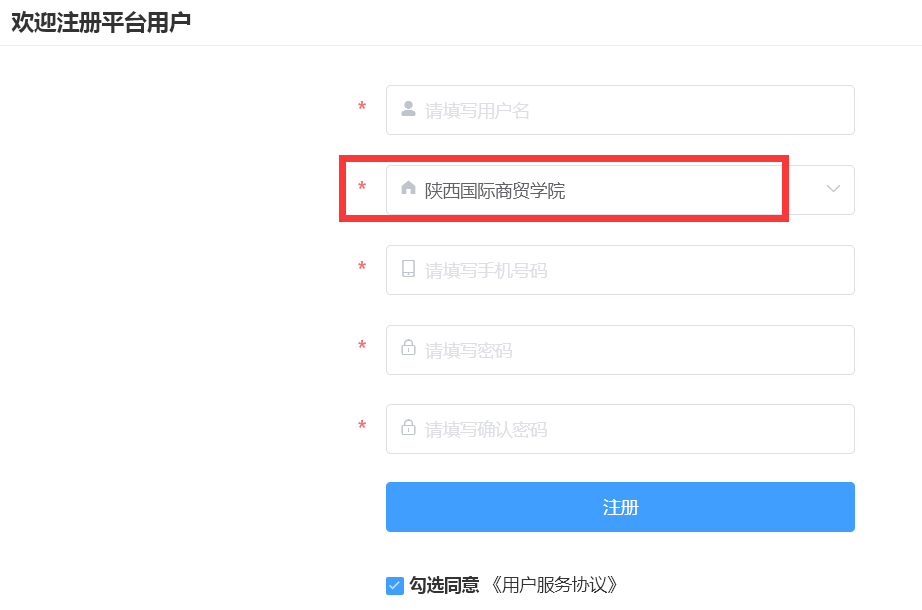 欢迎注册平台用户
* 请填写用户名
* 陕西国际商贸学院
* 请填写手机号码
* 请填写密码
* 请填写确认密码
注册
勾选同意 《用户服务协议》